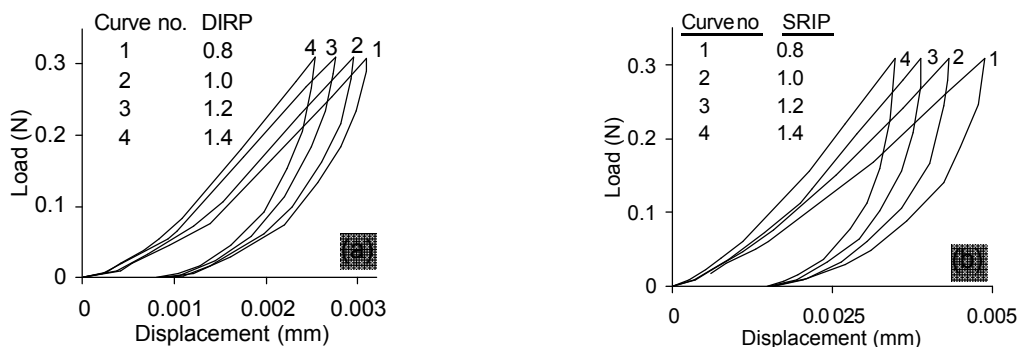 Curve no. DIRP
1 0.8
2 1.0
3 1.2
4 1.4
4 3 2 1
0.3
0.2
0.1
0
Load (N)
0 0.001 0.002 0.003
Displacement (mm)
(a)
Curve no SRIP
1 0.8
2 1.0
3 1.2
4 1.4
4 3 2 1
0.3
0.2
0.1
0
Load (N)
0 0.0025 0.005
Displacement (mm)
(b)